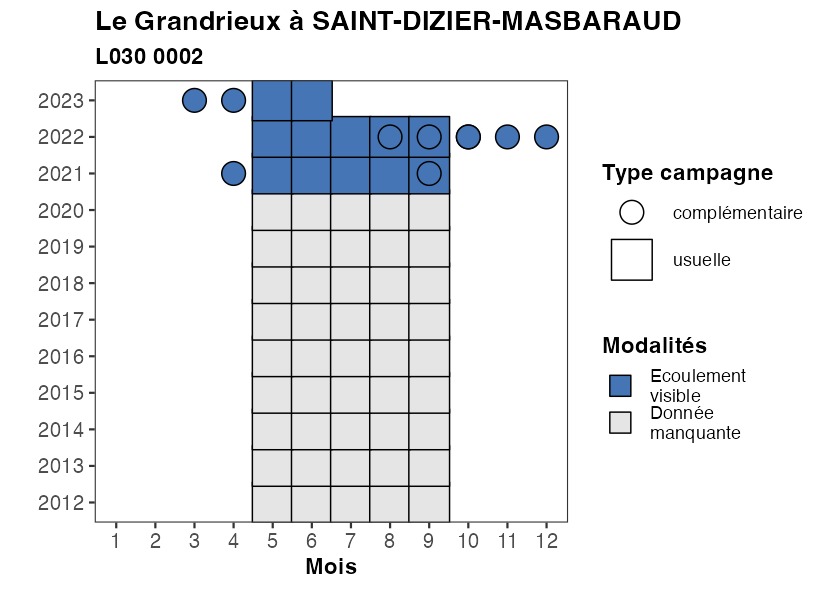 Le Grandrieux à SAINT-DIZIER-MASBARAUD
L030 0002
2023
2022
2021
2020
2019
2018
2017
2016
2015
2014
2013
2012
1 2 3 4 5 6 7 8 9 10 11 12
Mois
Type campagne
complémentaire
usuelle
Modalités
Ecoulement
visible
Donnée
manquante